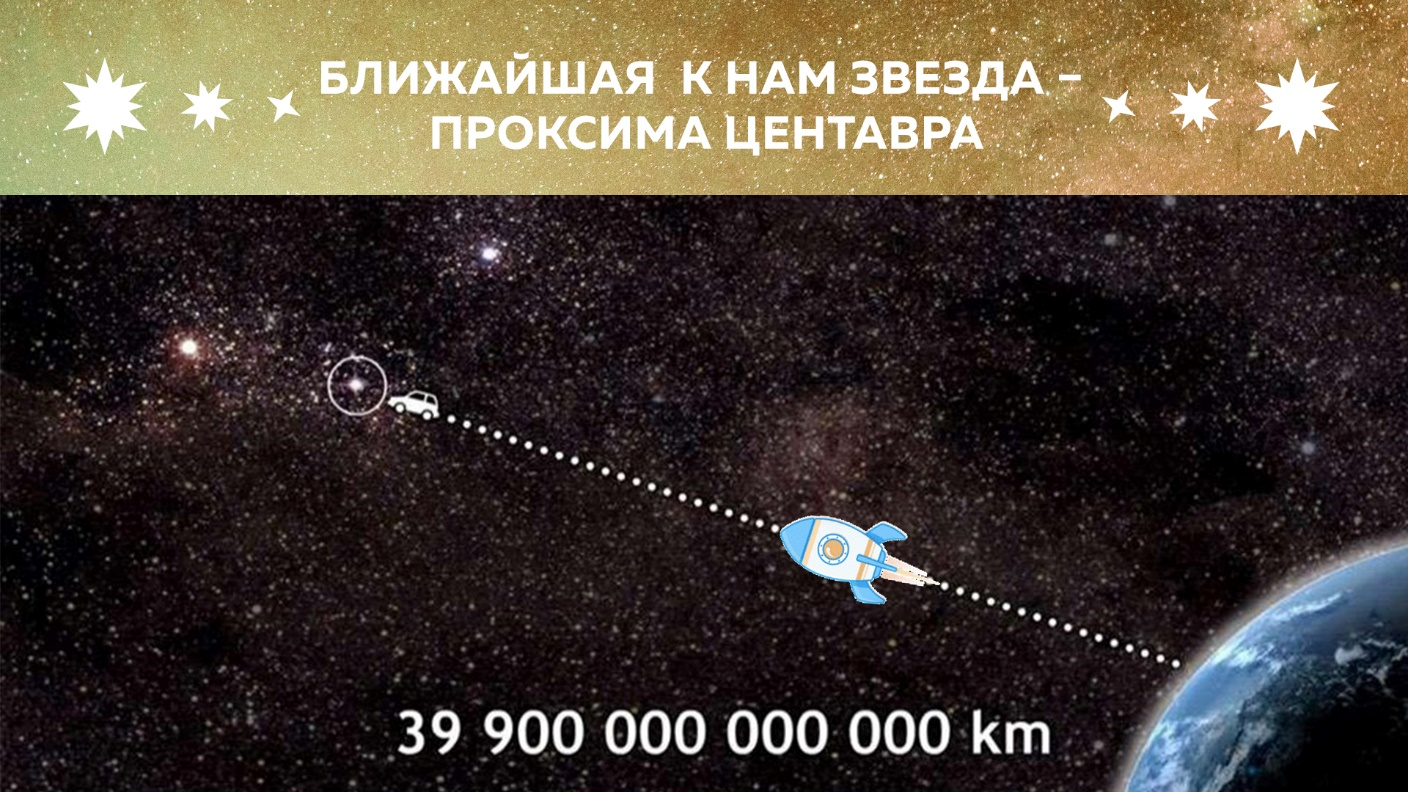 БЛИЖАЙШАЯ К НАМ ЗВЕЗДА –
ПРОКСИМА ЦЕНТАВРА
39 900 000 000 000 km